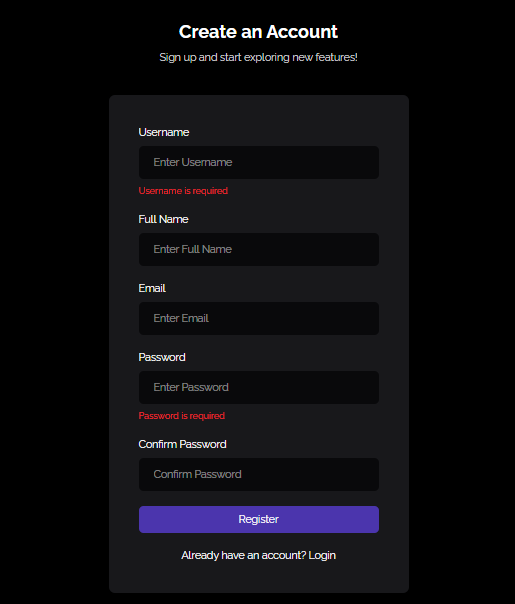 Create an Account
Sign up and start exploring new features!
Username
Enter Username
Username is required
Full Name
Enter Full Name
Email
Enter Email
Password
Enter Password
Password is required
Confirm Password
Confirm Password
Register
Already have an account? Login